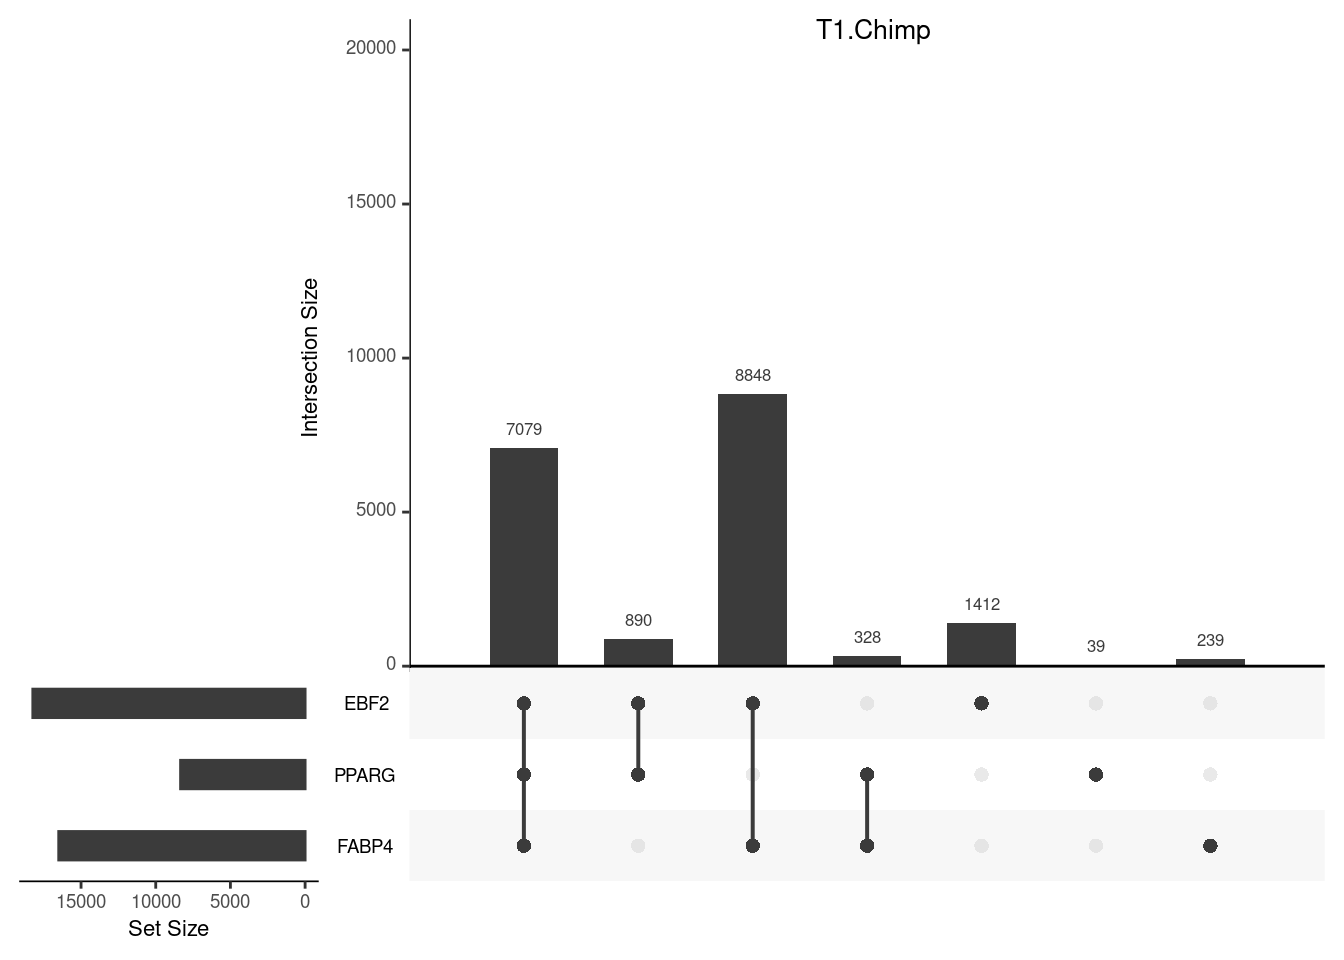 T1.Chimp
20000
15000
10000
5000
0
Intersection Size
7079
890
8848
328
1412
39
239
EBF2
PPARG
FABP4
15000 10000 5000 0
Set Size